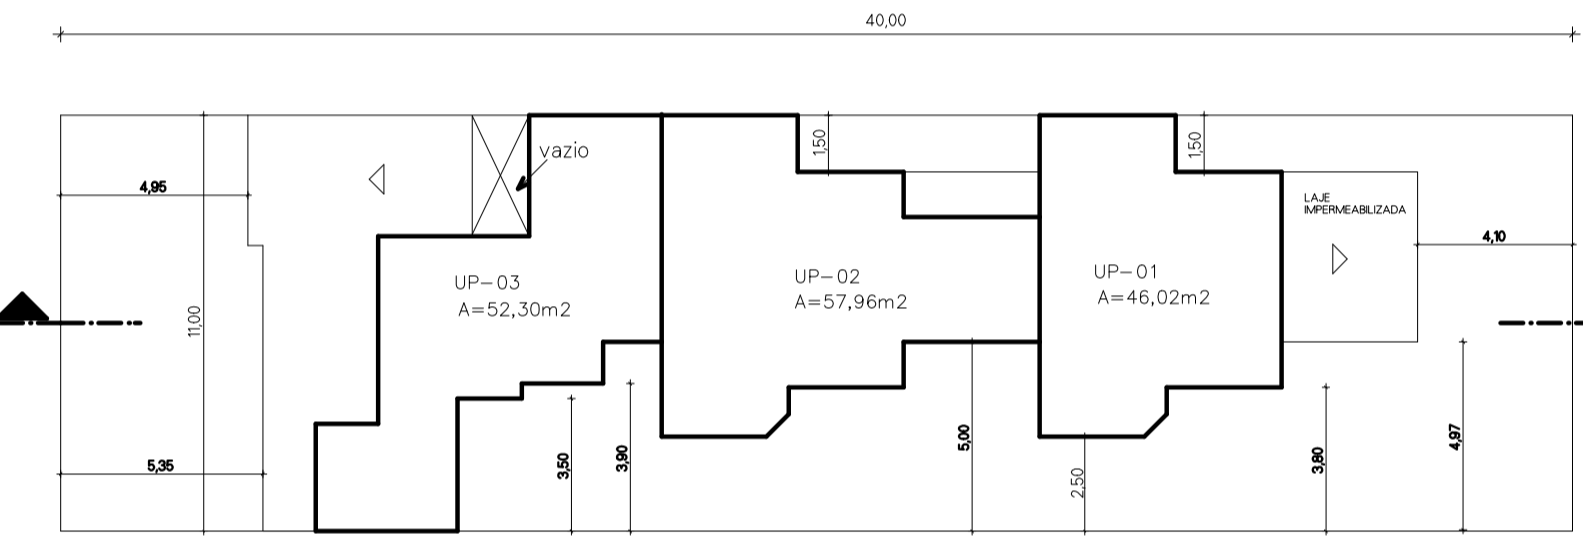 40,00
1,50
1,50
vazio
4,95
LAJE
IMPERMEABILIZADA
4,10
UP-03
A=52,30m2
UP-02
A=57,96m2
UP-01
A=46,02m2
11,00
5,35
3,50
3,90
5,00
2,50
3,80
4,97